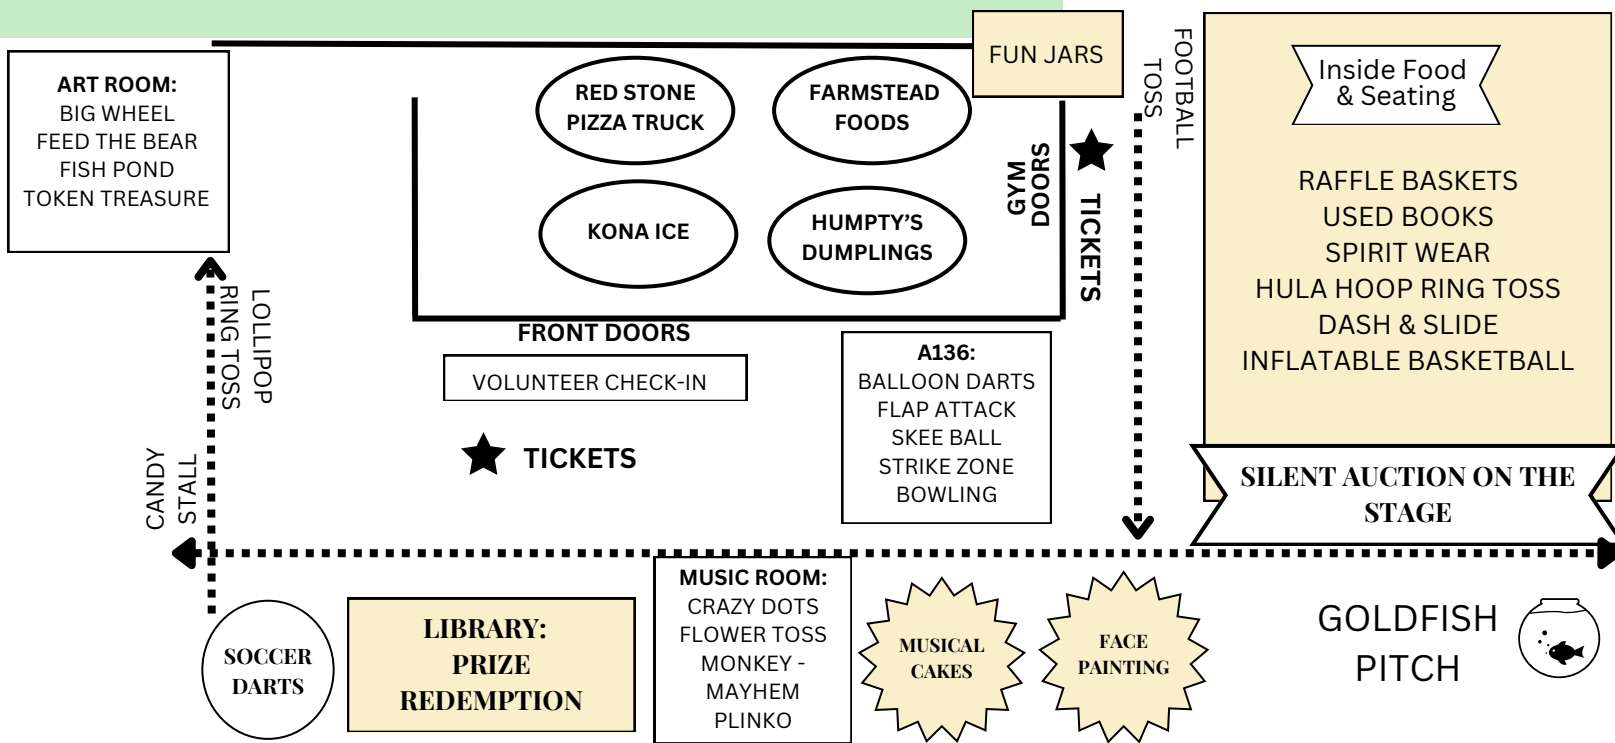 ART ROOM:
BIG WHEEL
FEED THE BEAR
FISH POND
TOKEN TREASURE
RED STONE
PIZZA TRUCK
FARMSTEAD
FOODS
KONA ICE
HUMPTY’S
DUMPLINGS
FUN JARS
GYM
DOORS
TICKETS
FOOTBALL
TOSS
Inside Food
& Seating
RAFFLE BASKETS
USED BOOKS
SPIRIT WEAR
HULA HOOP RING TOSS
DASH & SLIDE
INFLATABLE BASKETBALL
SILENT AUCTION ON THE
STAGE
LOLLIPOP
RING TOSS
FRONT DOORS
VOLUNTEER CHECK-IN
TICKETS
A136:
BALLOON DARTS
FLAP ATTACK
SKEE BALL
STRIKE ZONE
BOWLING
CANDY
STALL
SOCCER
DARTS
LIBRARY:
PRIZE
REDEMPTION
MUSIC ROOM:
CRAZY DOTS
FLOWER TOSS
MONKEY -
MAYHEM
PLINKO
MUSICAL
CAKES
FACE
PAINTING
GOLDFISH
PITCH